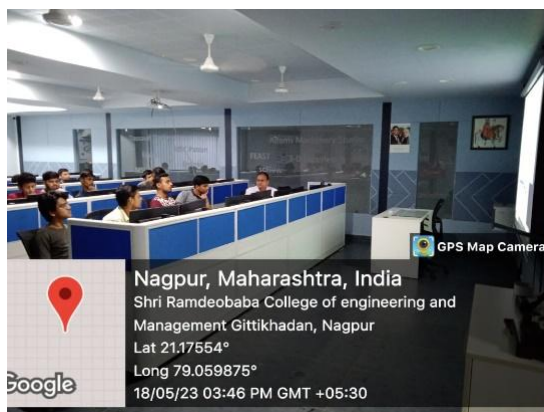 GPS Map Camera
Nagpur, Maharashtra, India
Shri Ramdeobaba College of engineering and
Management Gittikhadan, Nagpur
Lat 21.17554°
Long 79.059875°
18/05/23 03:46 PM GMT +05:30
Google